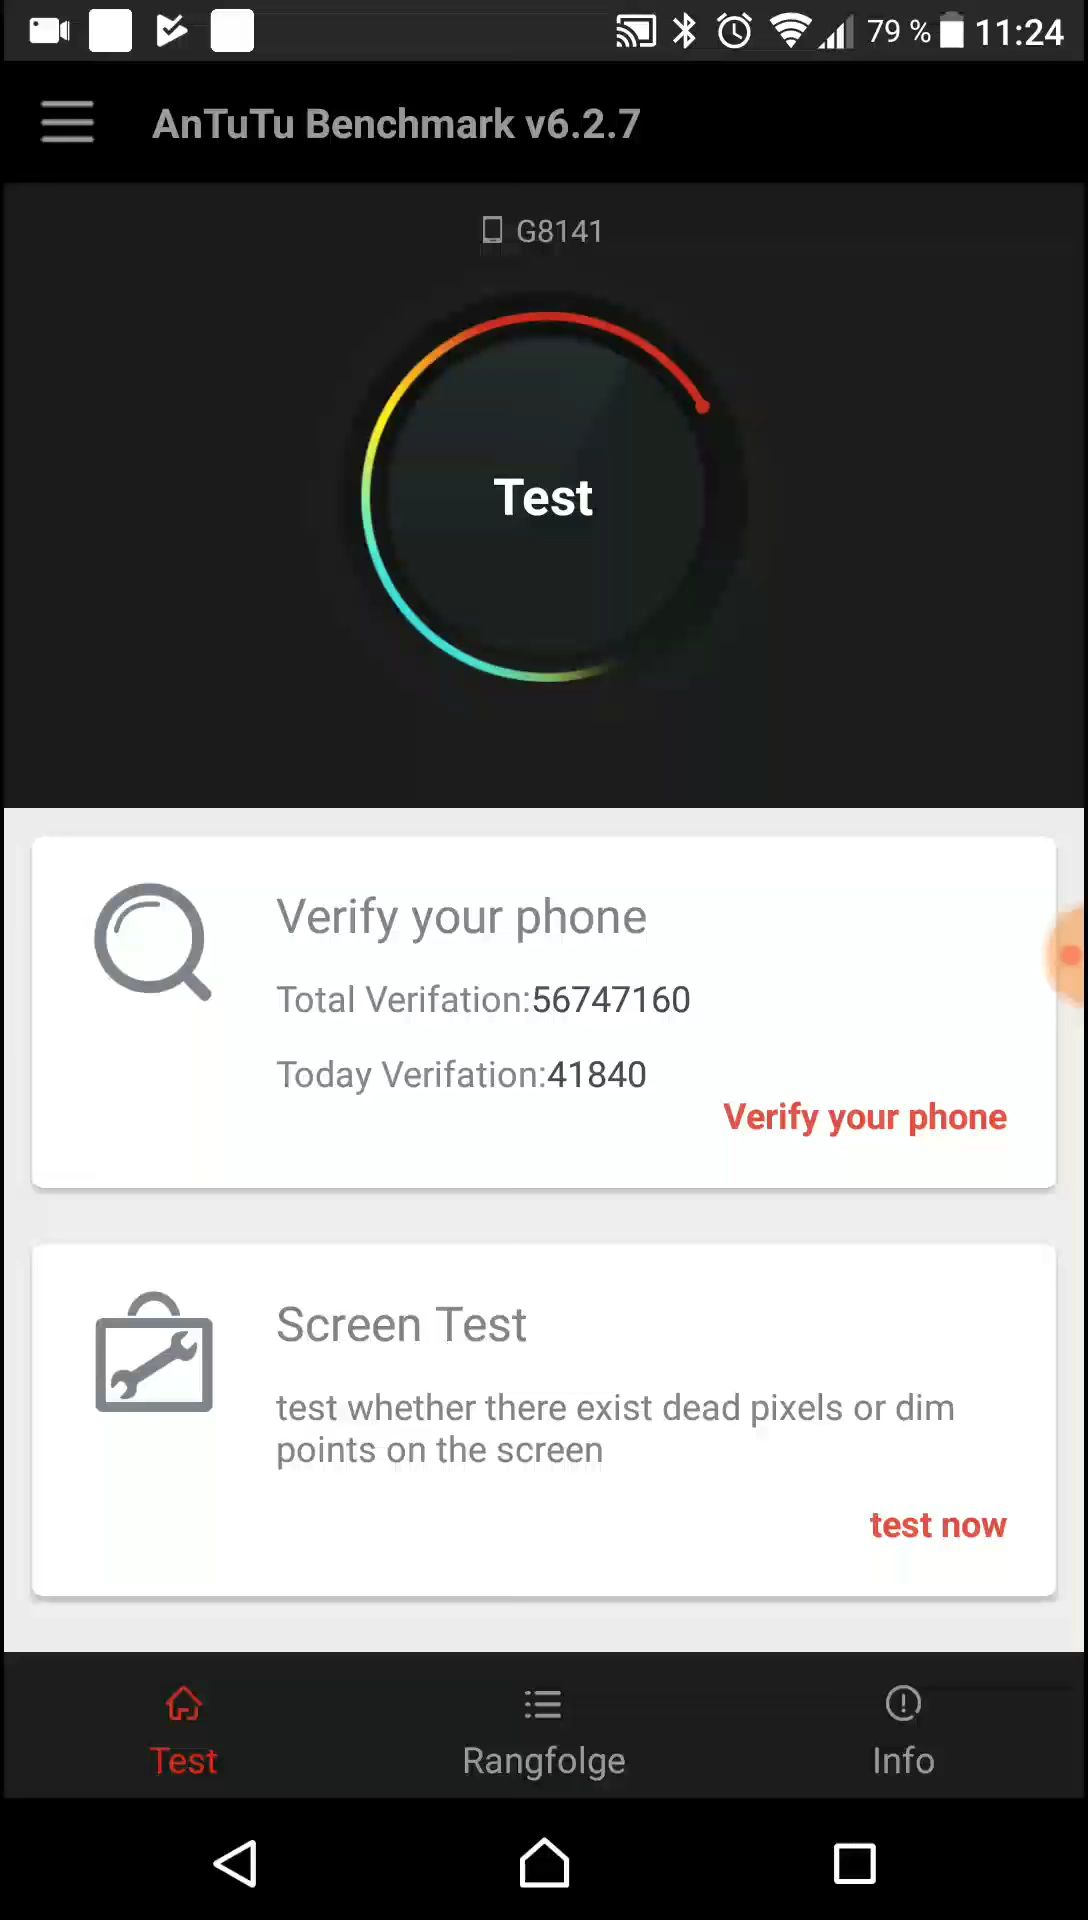 79 % 11:24
AnTuTu Benchmark v6.2.7
G8141
Test
Verify your phone
Total Verifation:56747160
Today Verifation:41840
Verify your phone
Screen Test
test whether there exist dead pixels or dim
points on the screen
test now
Test Rangfolge Info